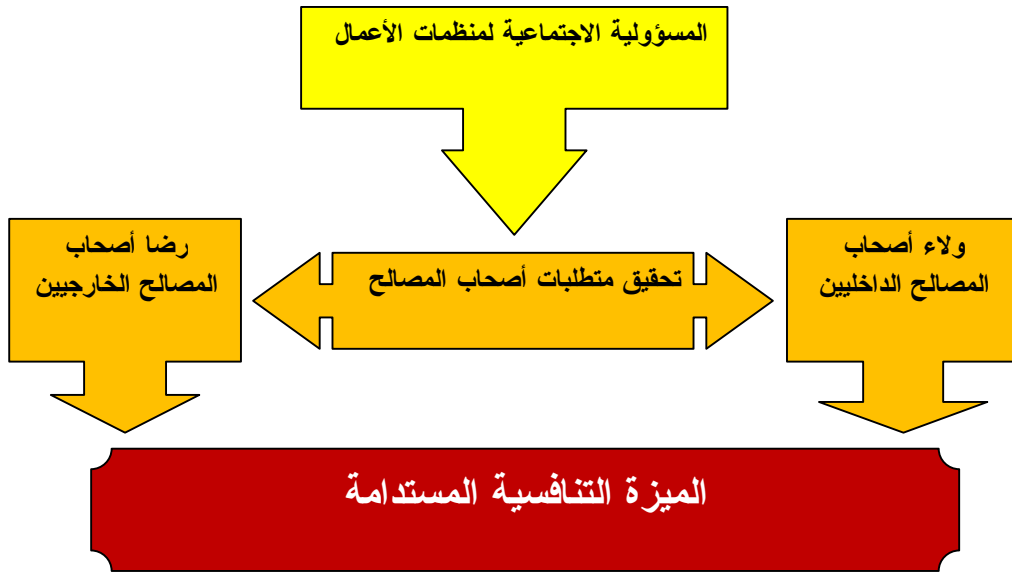 المسؤولية الاجتماعية لمنظمات الأعمال
ولاء أصحاب
المصالح الداخليين
تحقيق متطلبات أصحاب المصالح
رضا أصحاب
المصالح الخارجيين
الميزة التنافسية المستدامة